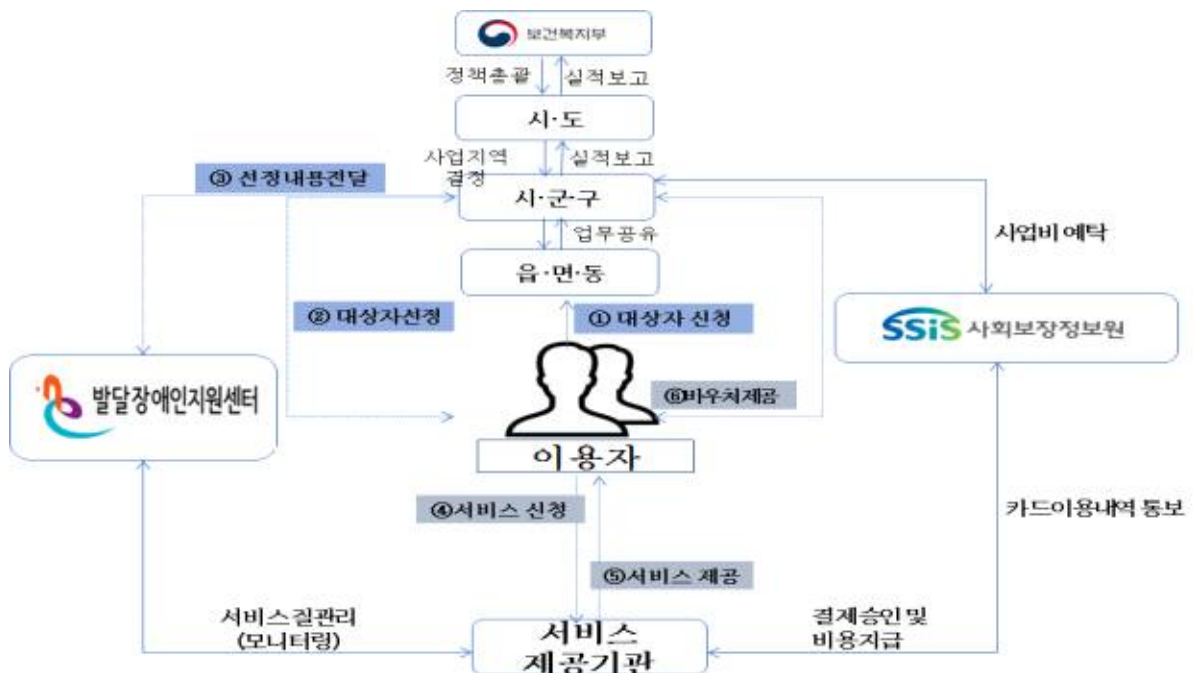 보건복지부
정책총괄
실적보고
시·도
사업지역
결정
실적보고
③ 선정내용전달
시·군·구
업무공유
사업비 예탁
읍·면·동
② 대상자선정
① 대상자 신청
SSiS 사회보장정보원
발달장애인지원센터
⑥바우처제공
이용자
④서비스 신청
카드이용내역 통보
⑤서비스 제공
서비스질관리
(모니터링)
서비스
제공기관
결제승인 및
비용지급